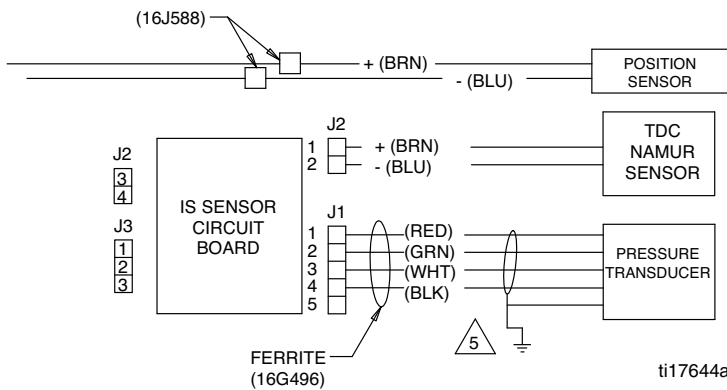 (16J588)
+ (BRN)
- (BLU)
POSITION
SENSOR
J2
3
4
J3
1
2
3
IS SENSOR
CIRCUIT
BOARD
J2
1
2
+ (BRN)
- (BLU)
TDC
NAMUR
SENSOR
J1
1
2
3
4
5
(RED)
(GRN)
(WHT)
(BLK)
PRESSURE
TRANSDUCER
5
FERRITE
(16G496)
ti17644a